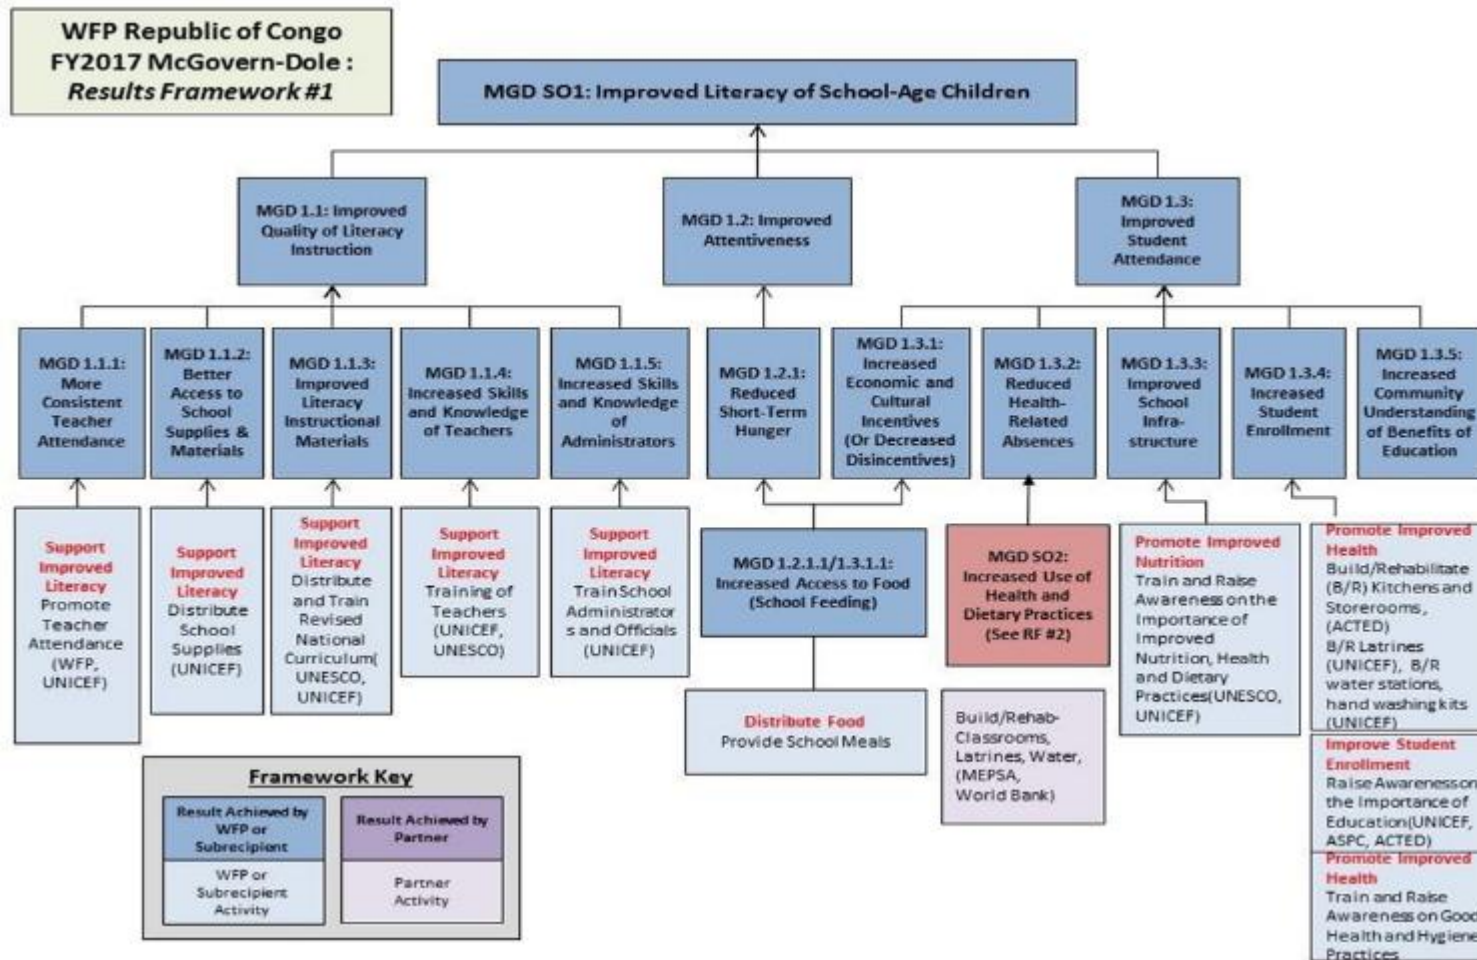 WFP Republic of Congo
FY2017 McGovern-Dole :
Results Framework #1
MGD SO1: Improved Literacy of School-Age Children
MGD 1.1: Improved
Quality of Literacy
Instruction
MGD 1.2: Improved
Attentiveness
MGD 1.3:
Improved
Student
Attendance
MGD 1.1.1:
More
Consistent
Teacher
Attendance
MGD 1.1.2:
Better
Access to
School
Supplies &
Materials
MGD 1.1.3:
Improved
Literacy
Instructional
Materials
MGD 1.1.4:
Increased Skills
and Knowledge
of Teachers
MGD 1.1.5:
Increased Skills
and Knowledge
of
Administrators
MGD 1.2.1:
Reduced
Short-Term
Hunger
MGD 1.3.1:
Increased
Economic and
Cultural
Incentives
(Or Decreased
Disincentives)
MGD 1.3.2:
Reduced
Health-
Related
Absences
MGD 1.3.3:
Improved
School
Infra-
structure
MGD 1.3.4:
Increased
Student
Enrollment
MGD 1.3.5:
Increased
Community
Understanding
of Benefits of
Education
Support
Improved
Literacy
Promote
Teacher
Attendance
(WFP,
UNICEF)
Support
Improved
Literacy
Distribute
School
Supplies
(UNICEF)
Support
Improved
Literacy
Distribute
and Train
Revised
National
Curriculum(
UNESCO,
UNICEF)
Support
Improved
Literacy
Training of
Teachers
(UNICEF,
UNESCO)
Support
Improved
Literacy
Train School
Administrator
s and Officials
(UNICEF)
MGD 1.2.1.1/1.3.1.1:
Increased Access to Food
(School Feeding)
MGD SO2:
Increased Use of
Health and
Dietary Practices
(See RF #2)
Promote Improved
Nutrition
Train and Raise
Awareness on the
Importance of
Improved
Nutrition, Health
and Dietary
Practices(UNESCO,
UNICEF)
Promote Improved
Health
Build/Rehabilitate
(B/R) Kitchens and
Storerooms,
(ACTED)
B/R Latrines
(UNICEF), B/R
water stations,
hand washing kits
(UNICEF)
Distribute Food
Provide School Meals
Build/Rehab-
Classrooms,
Latrines, Water,
(MEPSA,
World Bank)
Improve Student
Enrollment
Raise Awareness on
the Importance of
Education(UNICEF,
ASPC, ACTED)
Promote Improved
Health
Train and Raise
Awareness on Good
Health and Hygiene
Practices
Framework Key
Result Achieved by
WFP or
Subrecipient
Result Achieved by
Partner
WFP or
Subrecipient
Activity
Partner
Activity